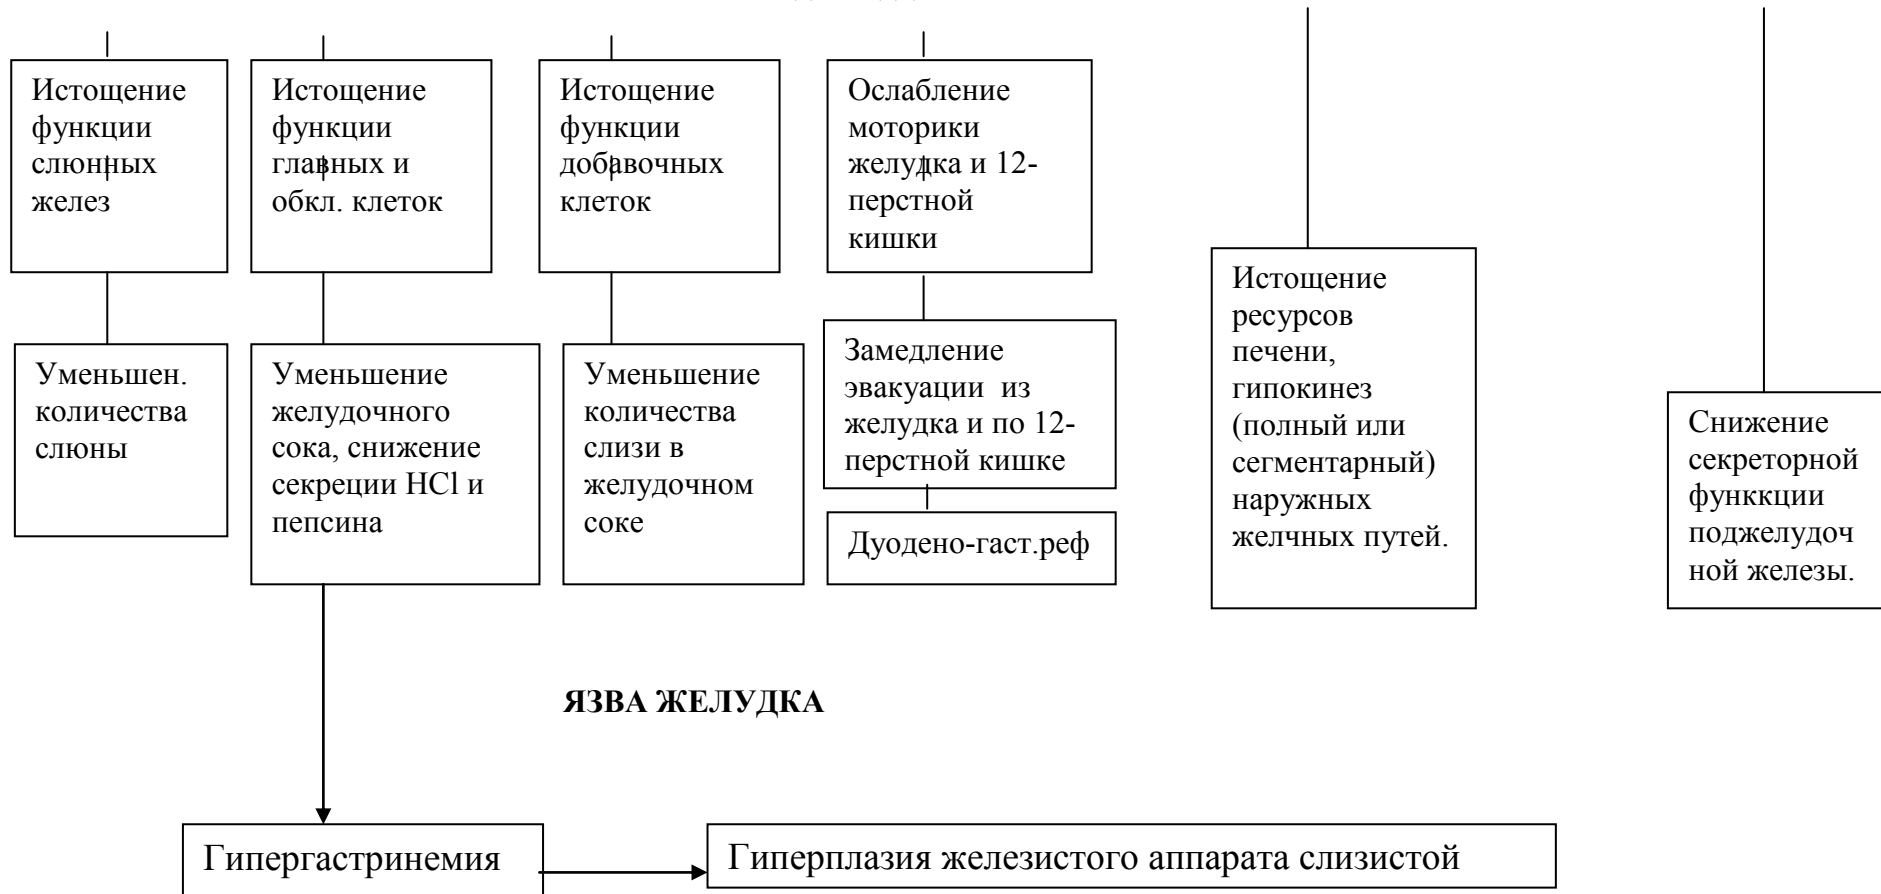 Истощение
функции
слюнных
желез
Истощение
функции
главных и
обкл. клеток
Истощение
функции
добавочных
клеток
Ослабление
моторики
желудка и 12-
перстной
кишки
Уменьшен.
количества
слюны
Уменьшение
желудочного
сока, снижение
секреции HCl и
пепсина
Уменьшение
количества
слизи в
желудочном
соке
Замедление
эвакуации из
желудка и по 12-
перстной кишке
Дуодено-гаст.реф
Истощение
ресурсов
печени,
гипокинез
(полный или
сегментарный)
наружных
желчных путей.
Снижение
секреторной
функккции
поджелудоч
ной железы.
ЯЗВА ЖЕЛУДКА
Гипергастринемия
Гиперплазия железистого аппарата слизистой